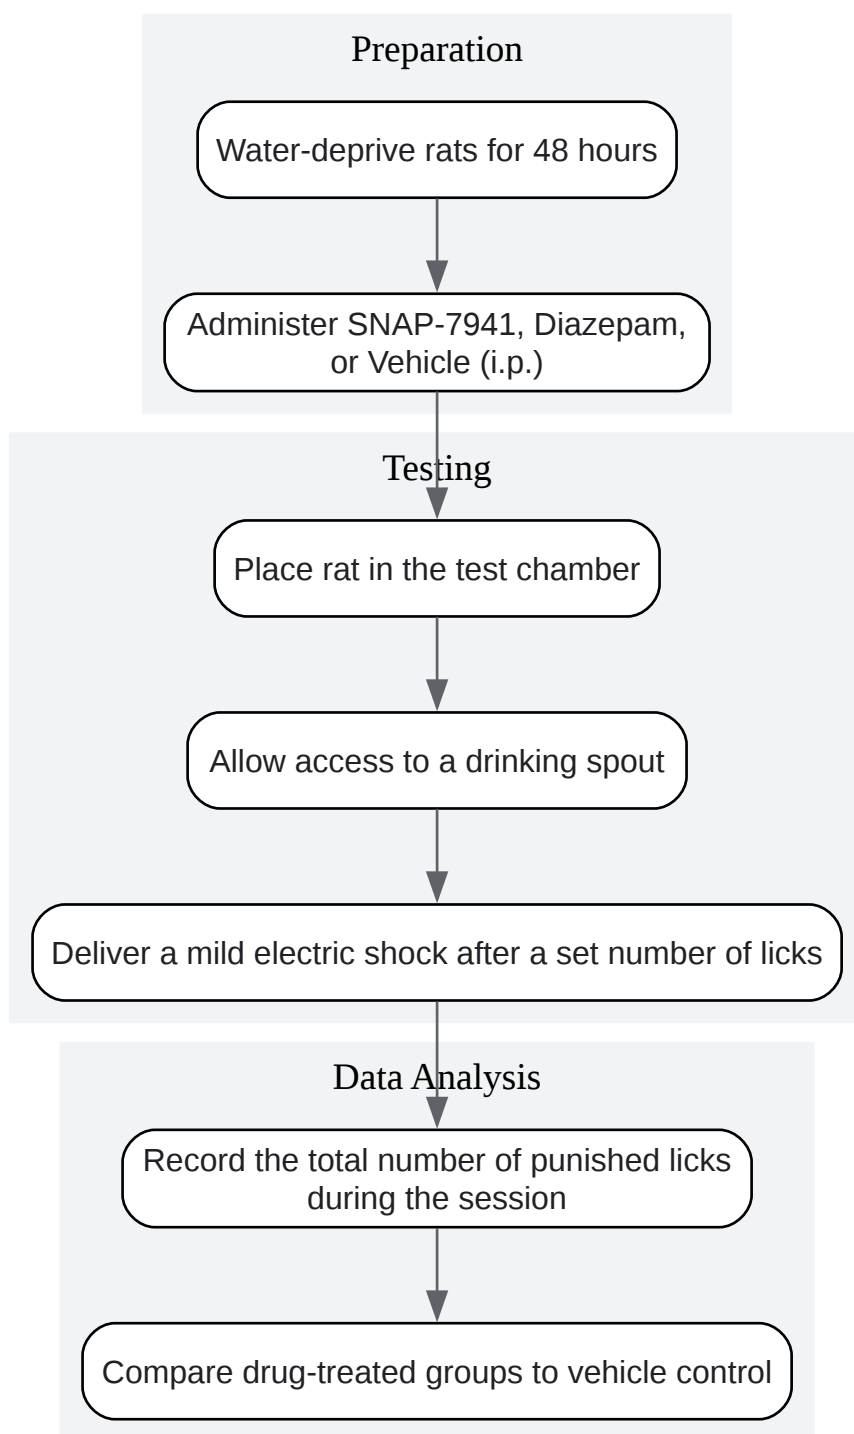 Preparation
Water-deprive rats for 48 hours
Administer SNAP-7941, Diazepam,
or Vehicle (i.p.)
Testing
Place rat in the test chamber
Allow access to a drinking spout
Deliver a mild electric shock after a set number of licks
Data Analysis
Record the total number of punished licks
during the session
Compare drug-treated groups to vehicle control